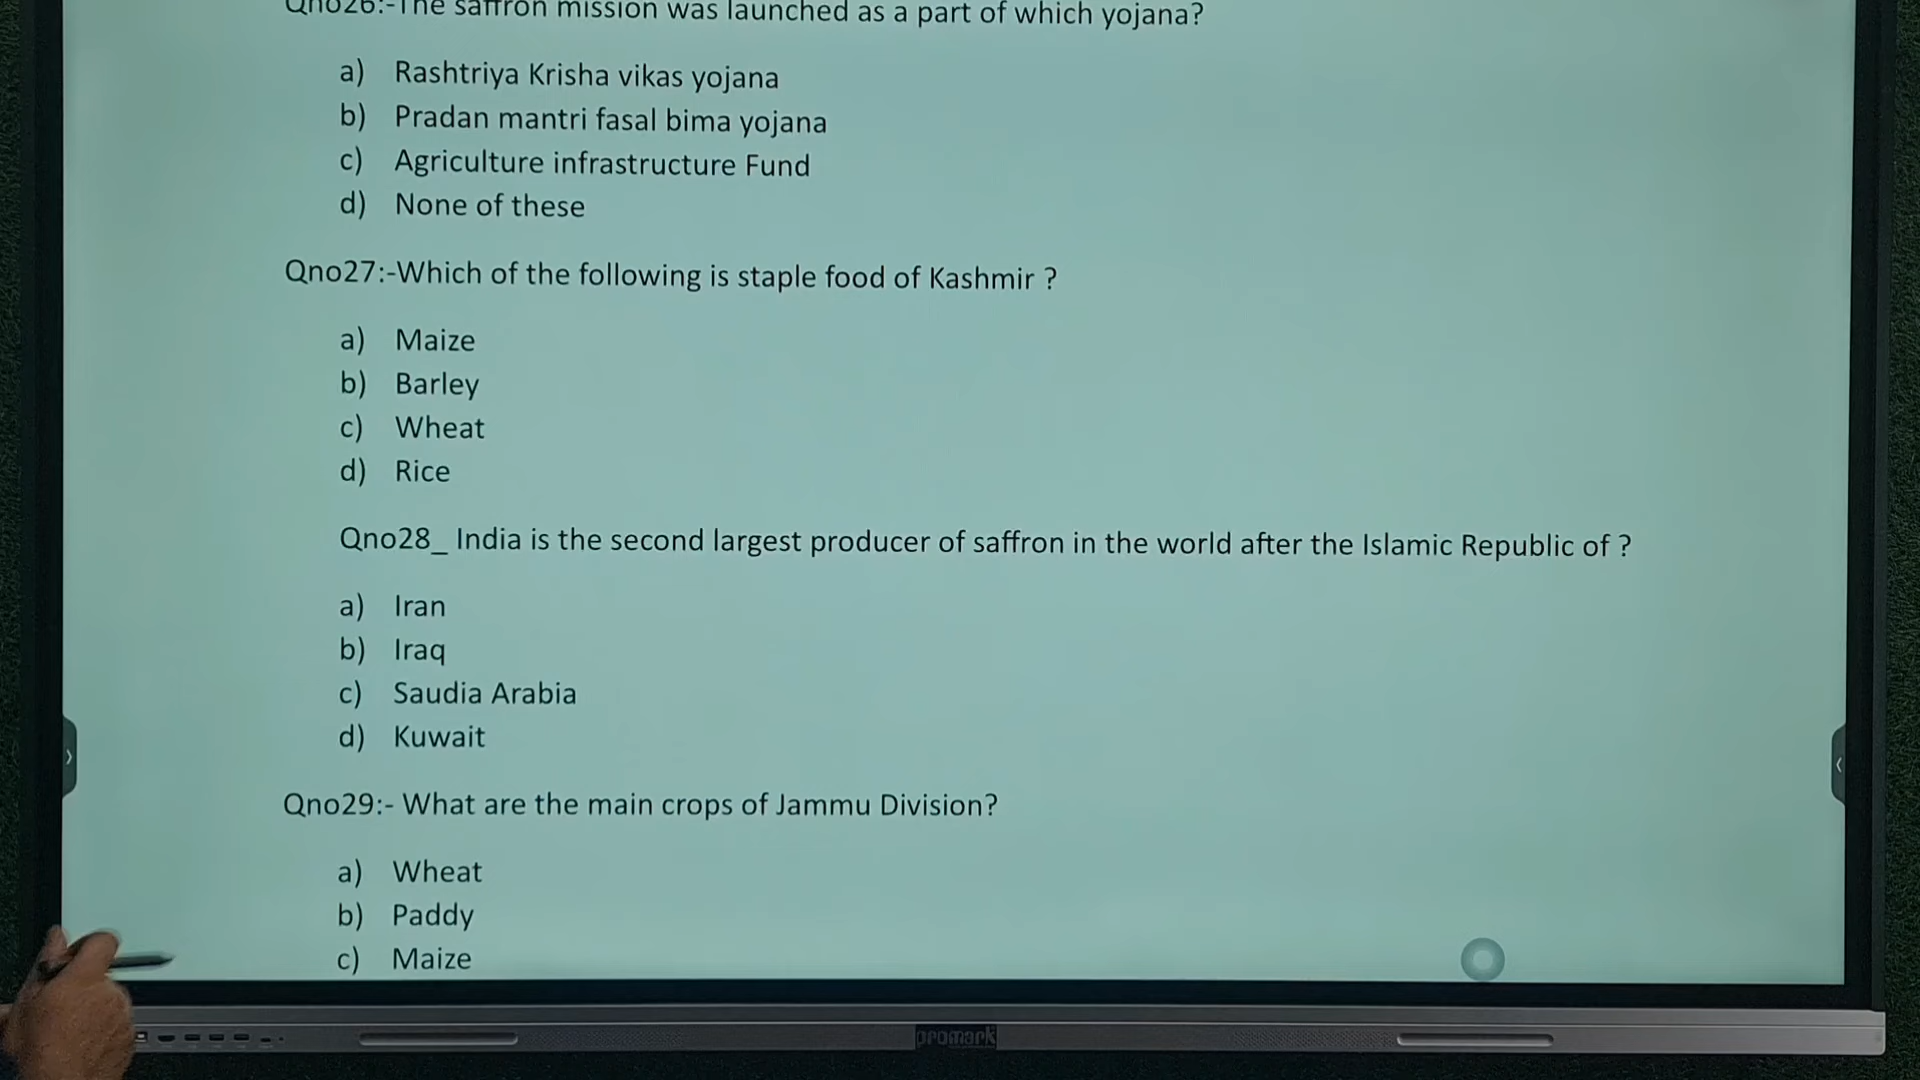 Qno26:-The saffron mission was launched as a part of which yojana?
a) Rashtriya Krisha vikas yojana
b) Pradan mantri fasal bima yojana
c) Agriculture infrastructure Fund
d) None of these
Qno27:-Which of the following is staple food of Kashmir ?
a) Maize
b) Barley
c) Wheat
d) Rice
Qno28_ India is the second largest producer of saffron in the world after the Islamic Republic of ?
a) Iran
b) Iraq
c) Saudia Arabia
d) Kuwait
Qno29:- What are the main crops of Jammu Division?
a) Wheat
b) Paddy
c) Maize
promark